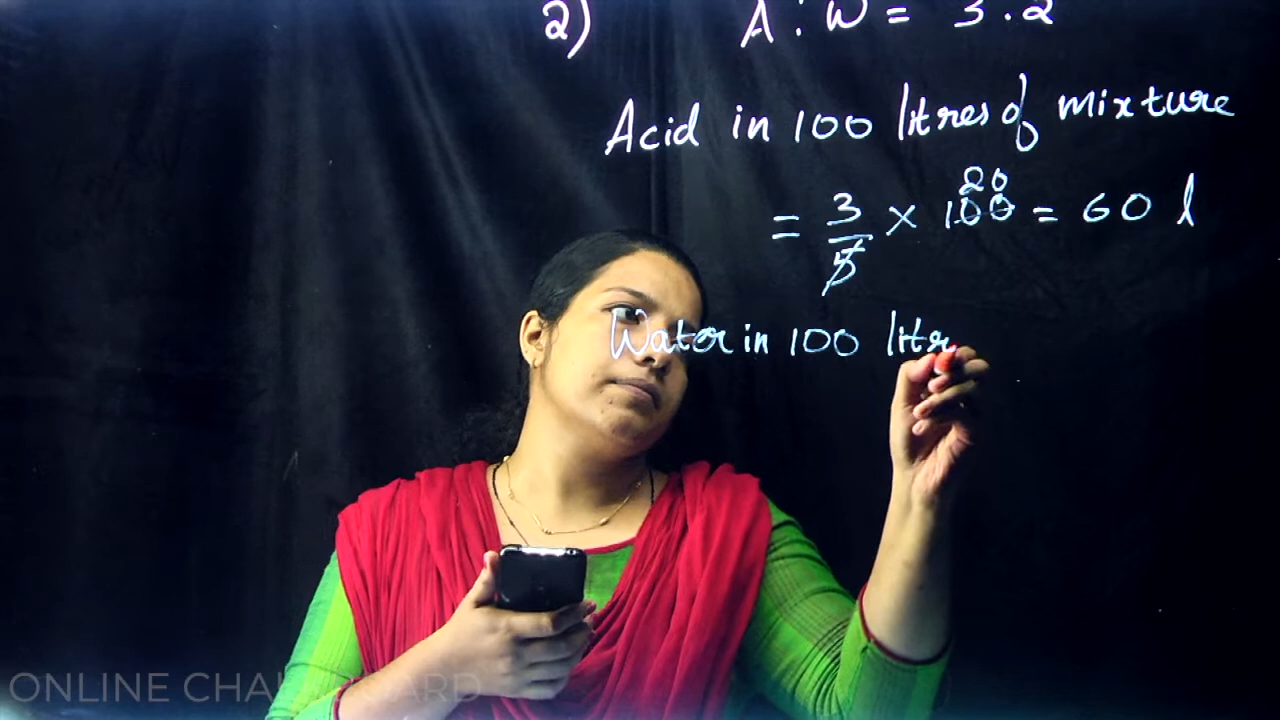 2) A : W = 3 : 2
Acid in 100 litres of mixture
= 3/5 × 100 20 = 60 l
Water in 100 litr
ONLINE CHALKBOARD